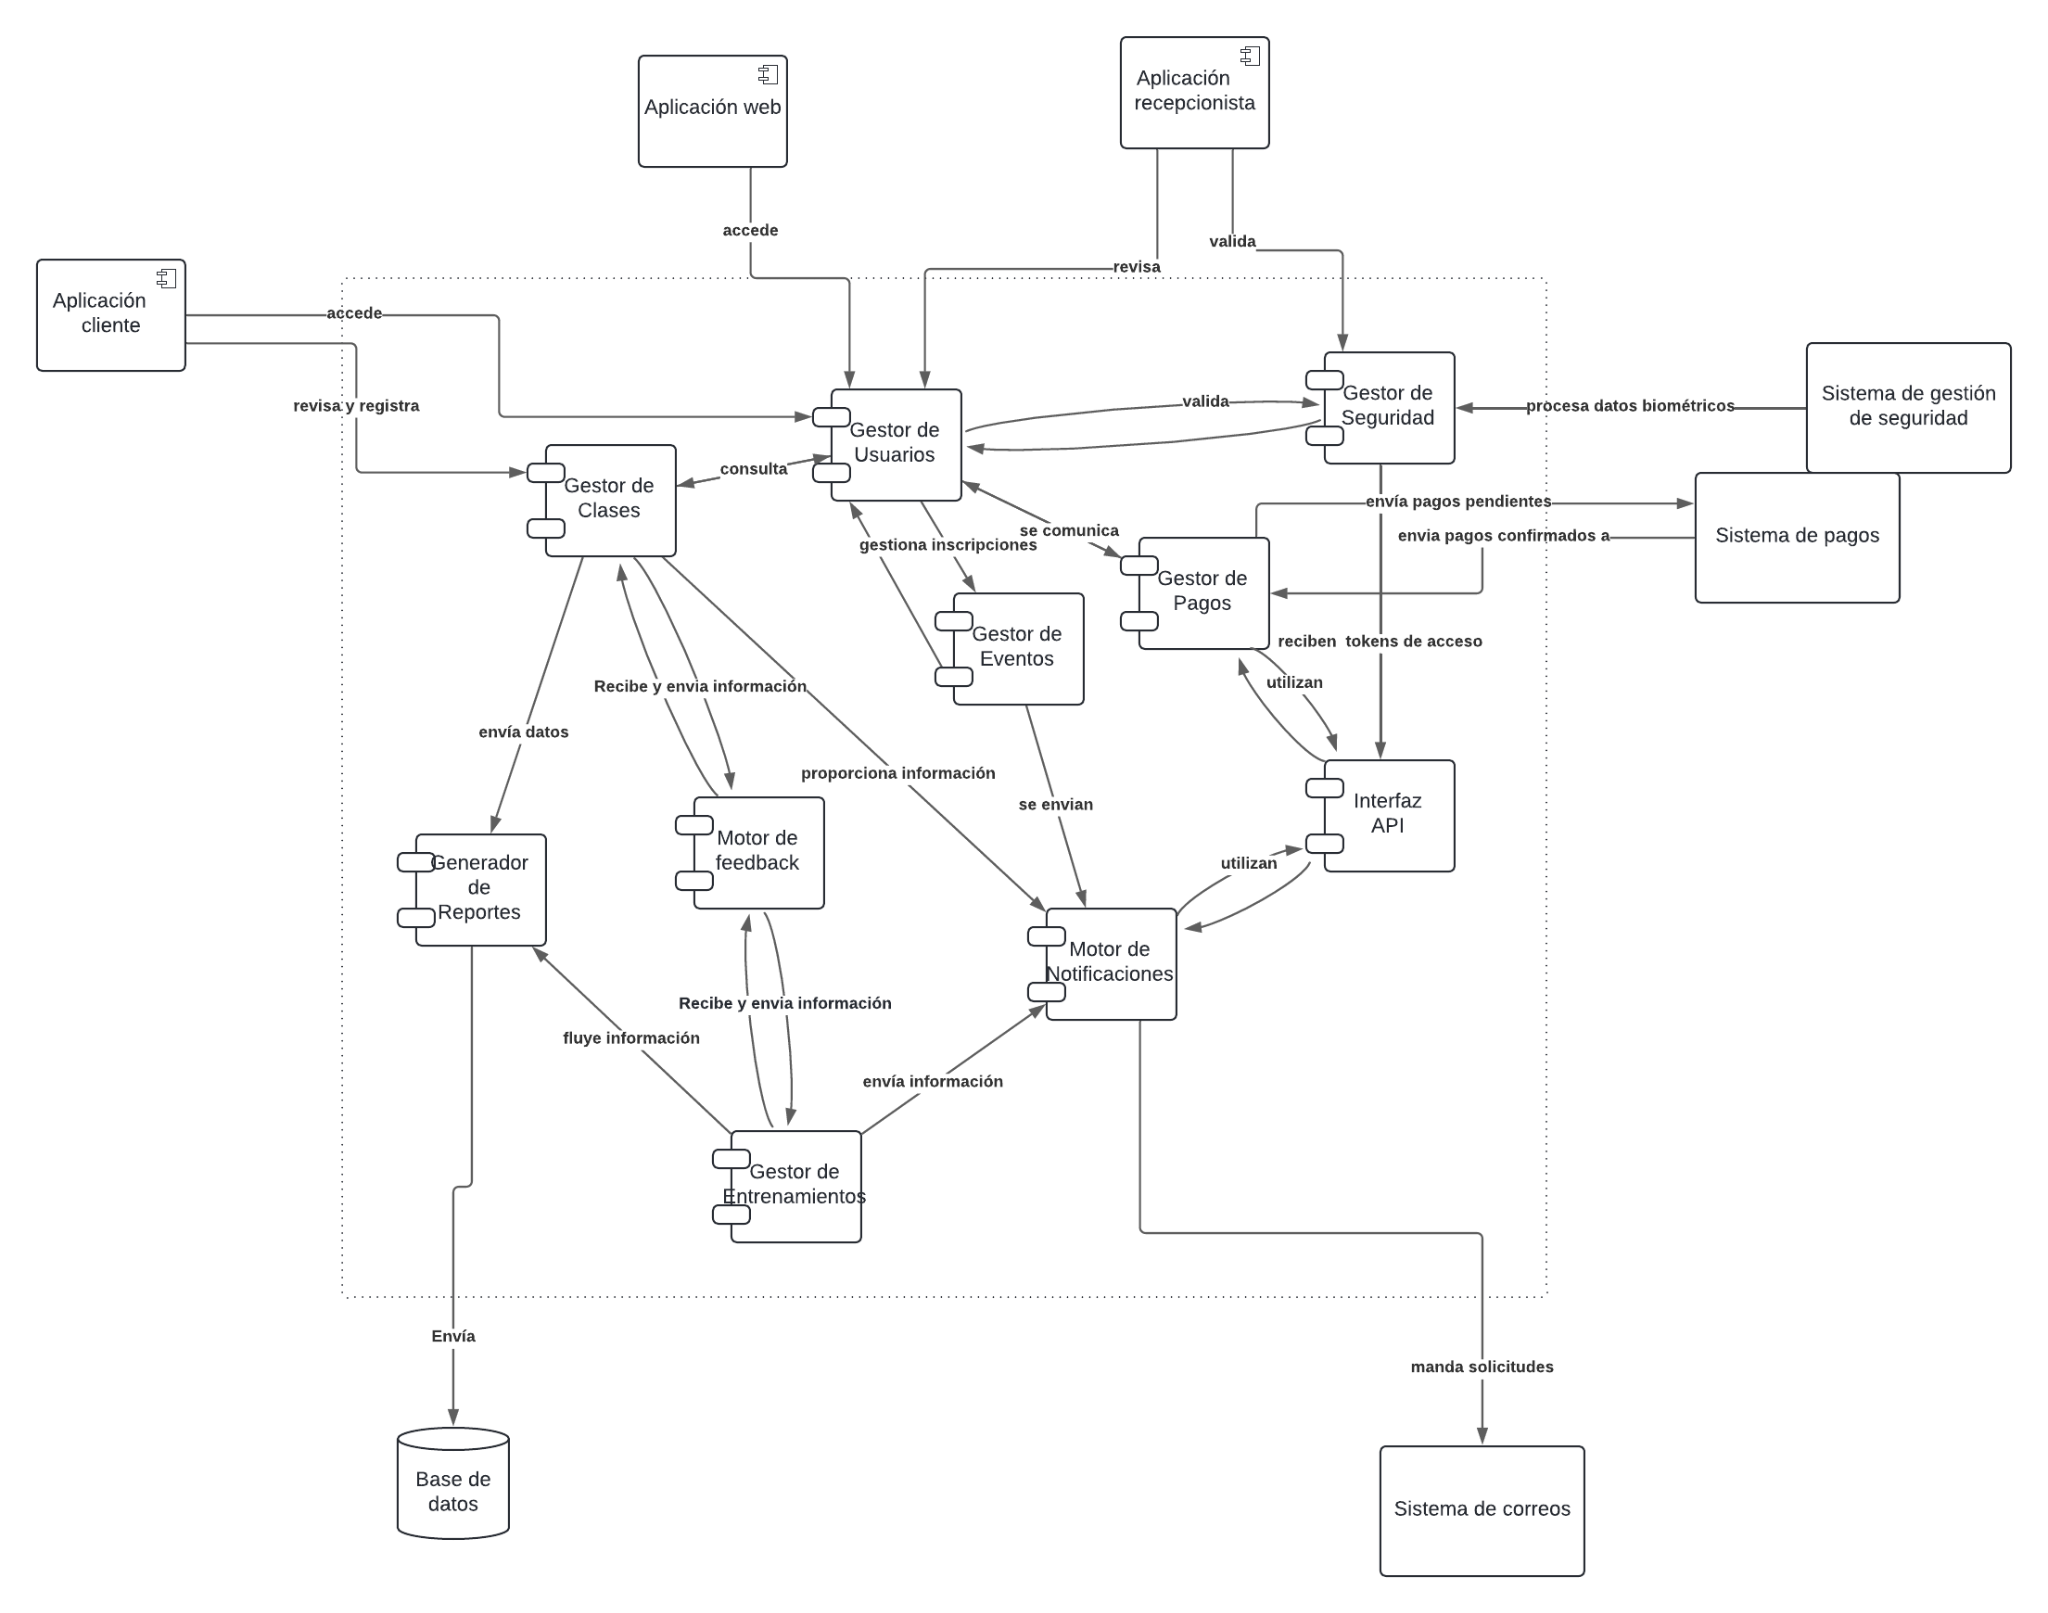 Aplicación
recepcionista
Aplicación web
accede
valida
revisa
Aplicación
cliente
accede
revisa y registra
Gestor de
Seguridad
Sistema de gestión
de seguridad
procesa datos biométricos
valida
Gestor de
Usuarios
consulta
Gestor de
Clases
envía pagos pendientes
se comunica
envia pagos confirmados a
Sistema de pagos
gestiona inscripciones
Gestor de
Pagos
Gestor de
Eventos
reciben tokens de acceso
utilizan
Recibe y envia información
envía datos
proporciona información
se envian
Interfaz
API
Motor de
feedback
utilizan
Generador
de
Reportes
Motor de
Notificaciones
Recibe y envia información
fluye información
envía información
Gestor de
Entrenamientos
Envía
manda solicitudes
Base de
datos
Sistema de correos